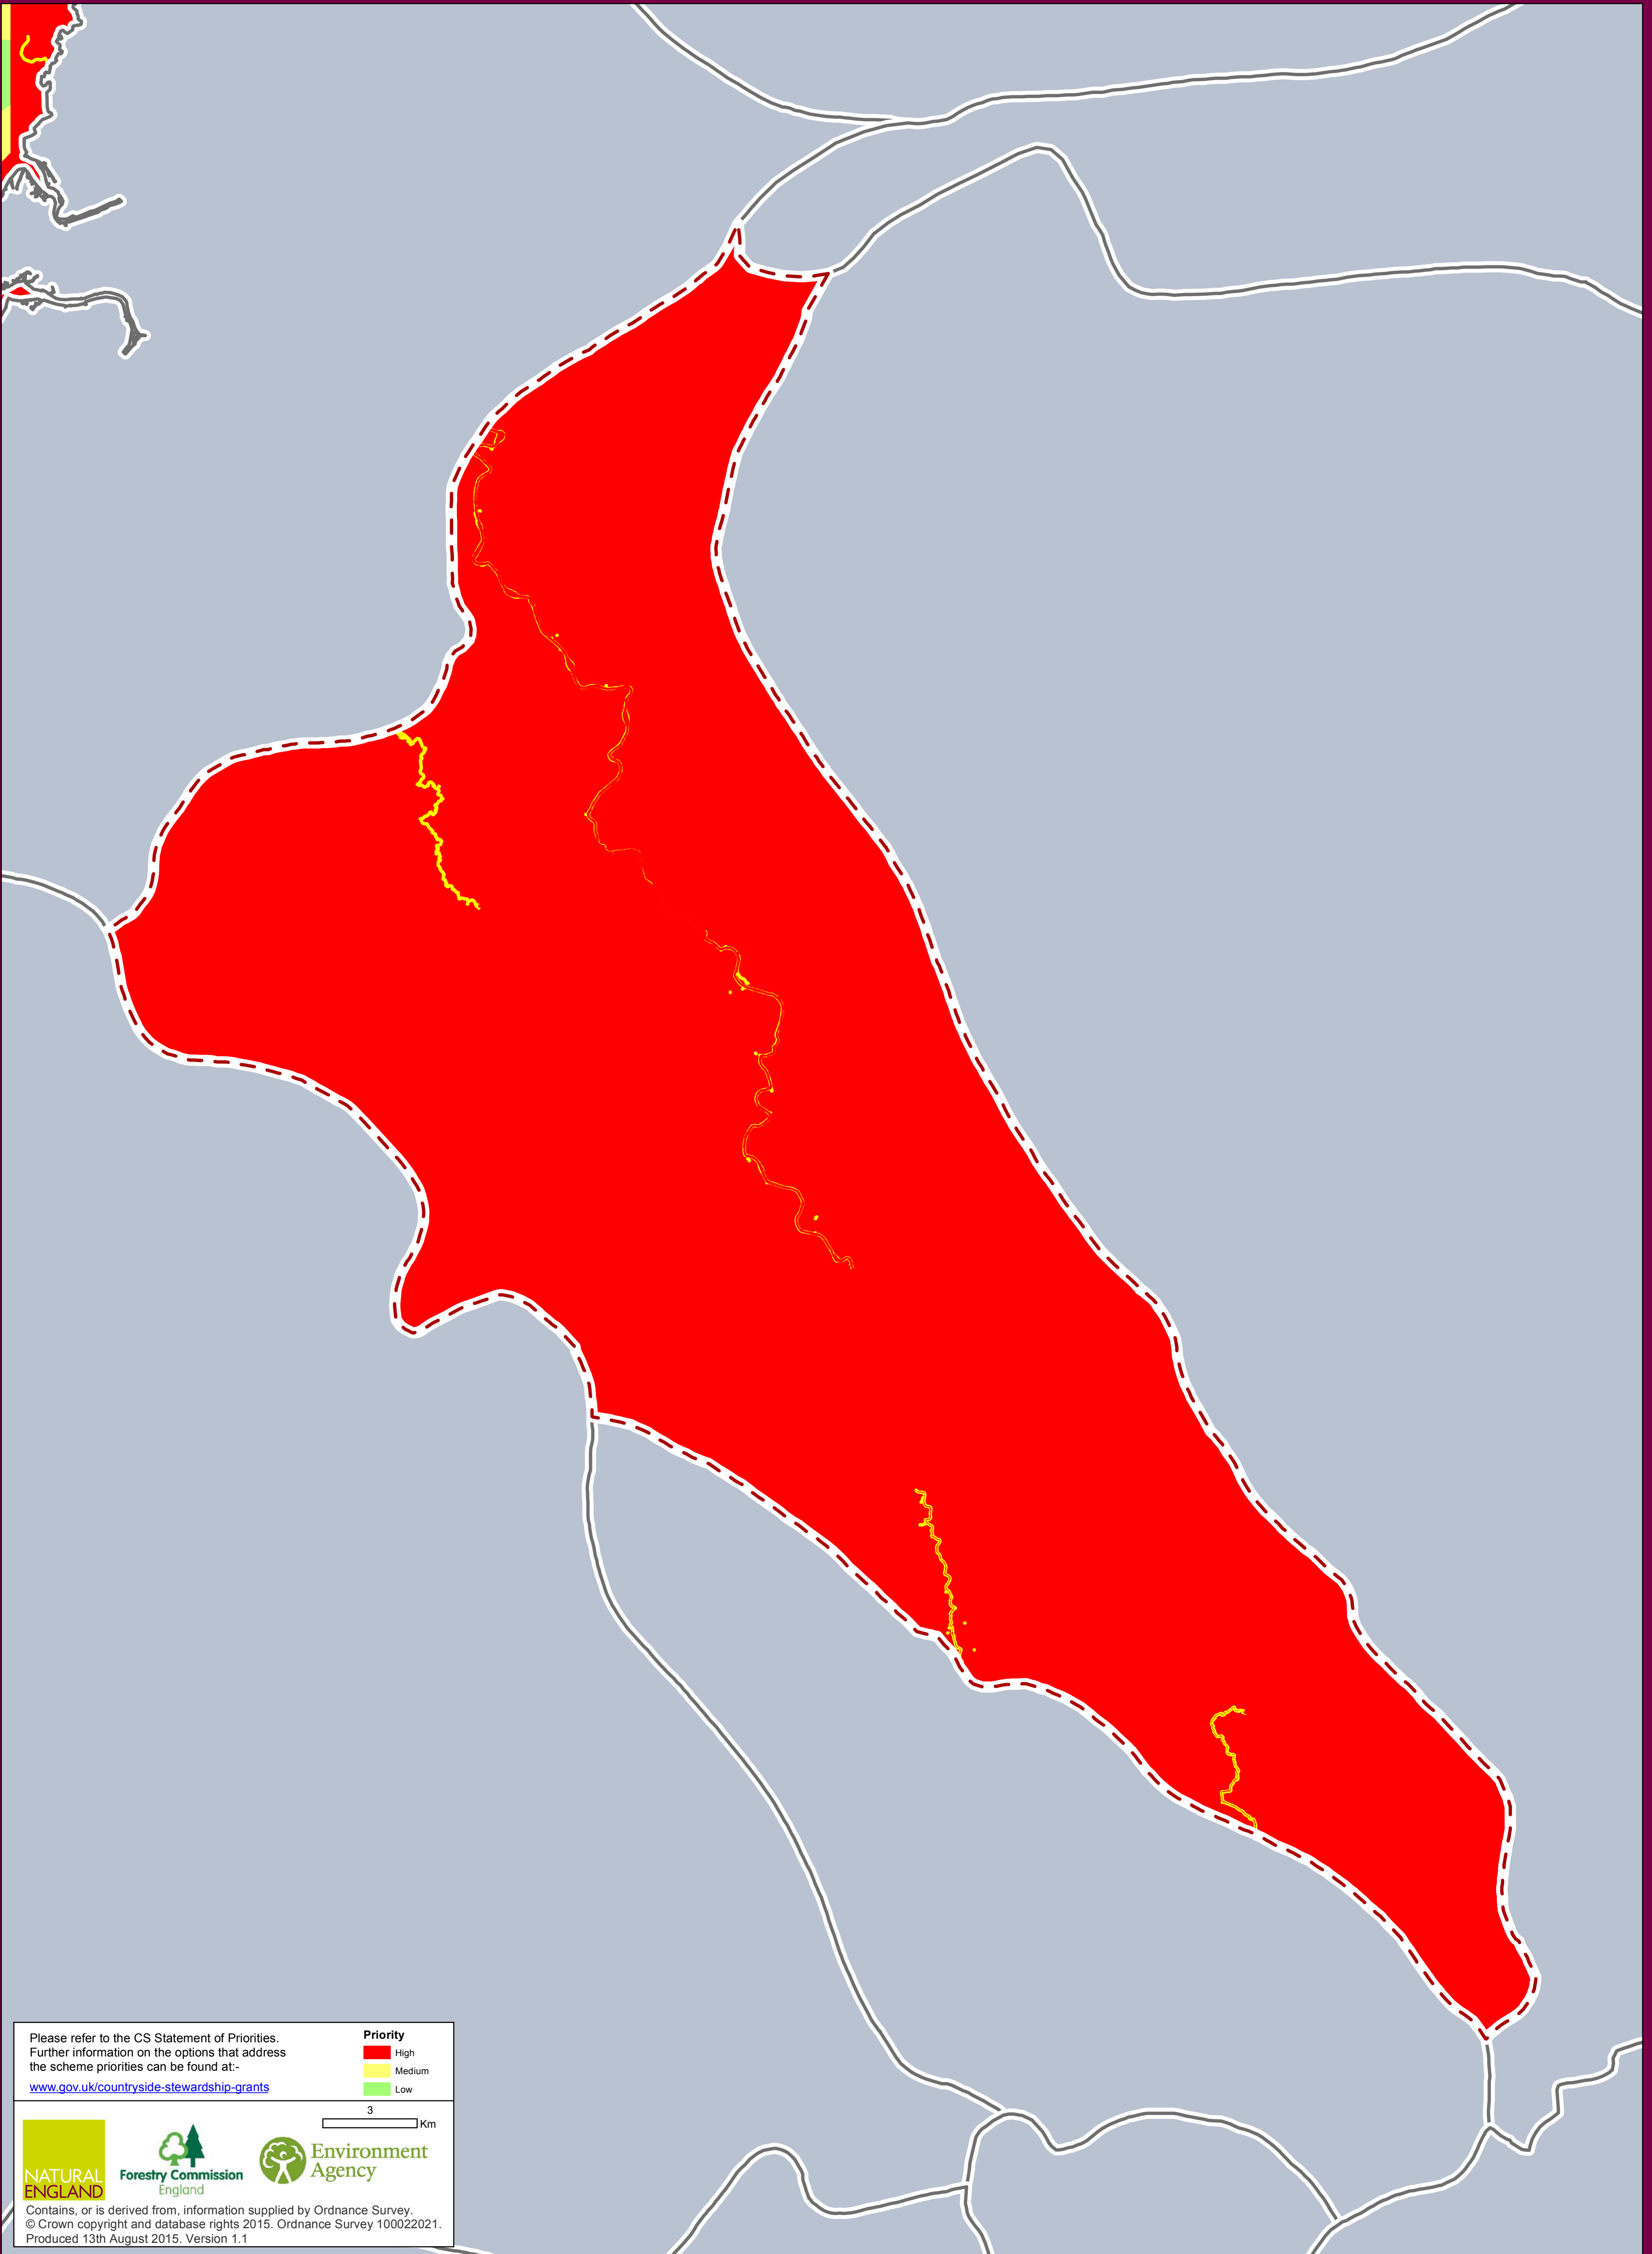 Please refer to the CS Statement of Priorities.
Further information on the options that address
the scheme priorities can be found at:-
www.gov.uk/countryside-stewardship-grants
Priority
High
Medium
Low
3
Km
NATURAL
ENGLAND
Forestry Commission
England
Environment
Agency
Contains, or is derived from, information supplied by Ordnance Survey.
© Crown copyright and database rights 2015. Ordnance Survey 100022021.
Produced 13th August 2015. Version 1.1